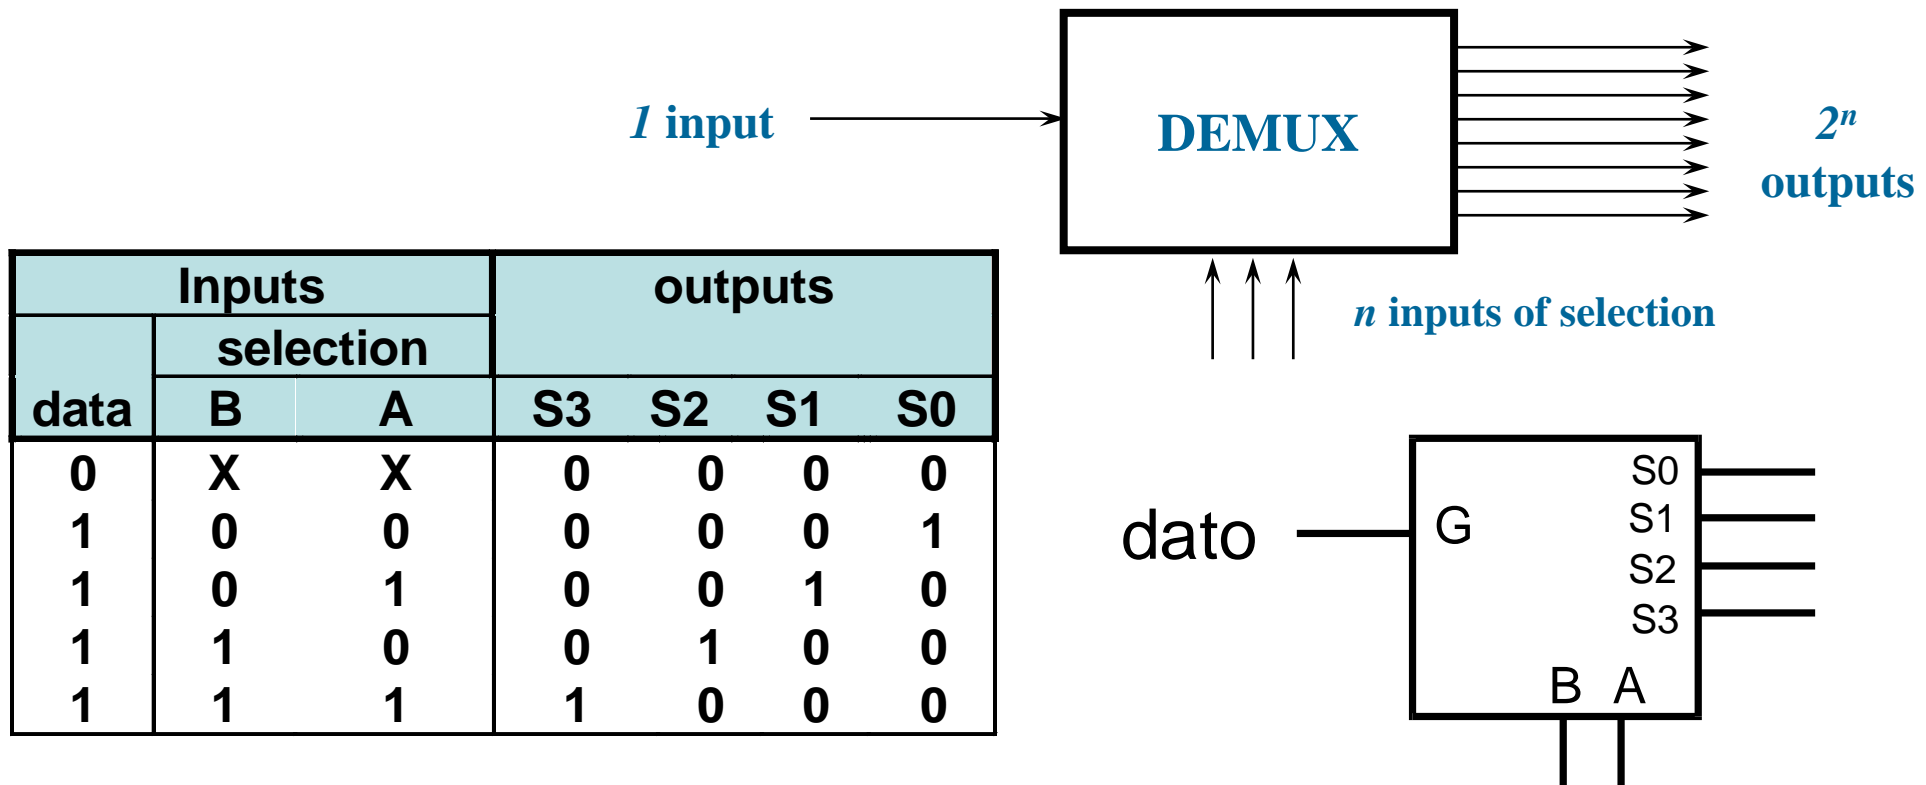 1 input
DEMUX
2ⁿ
outputs
n inputs of selection
Inputs outputs
selection
data B A S3 S2 S1 S0
0 X X 0 0 0 0
1 0 0 0 0 0 1
1 0 1 0 0 1 0
1 1 0 0 1 0 0
1 1 1 1 0 0 0
dato
G
S0
S1
S2
S3
B A